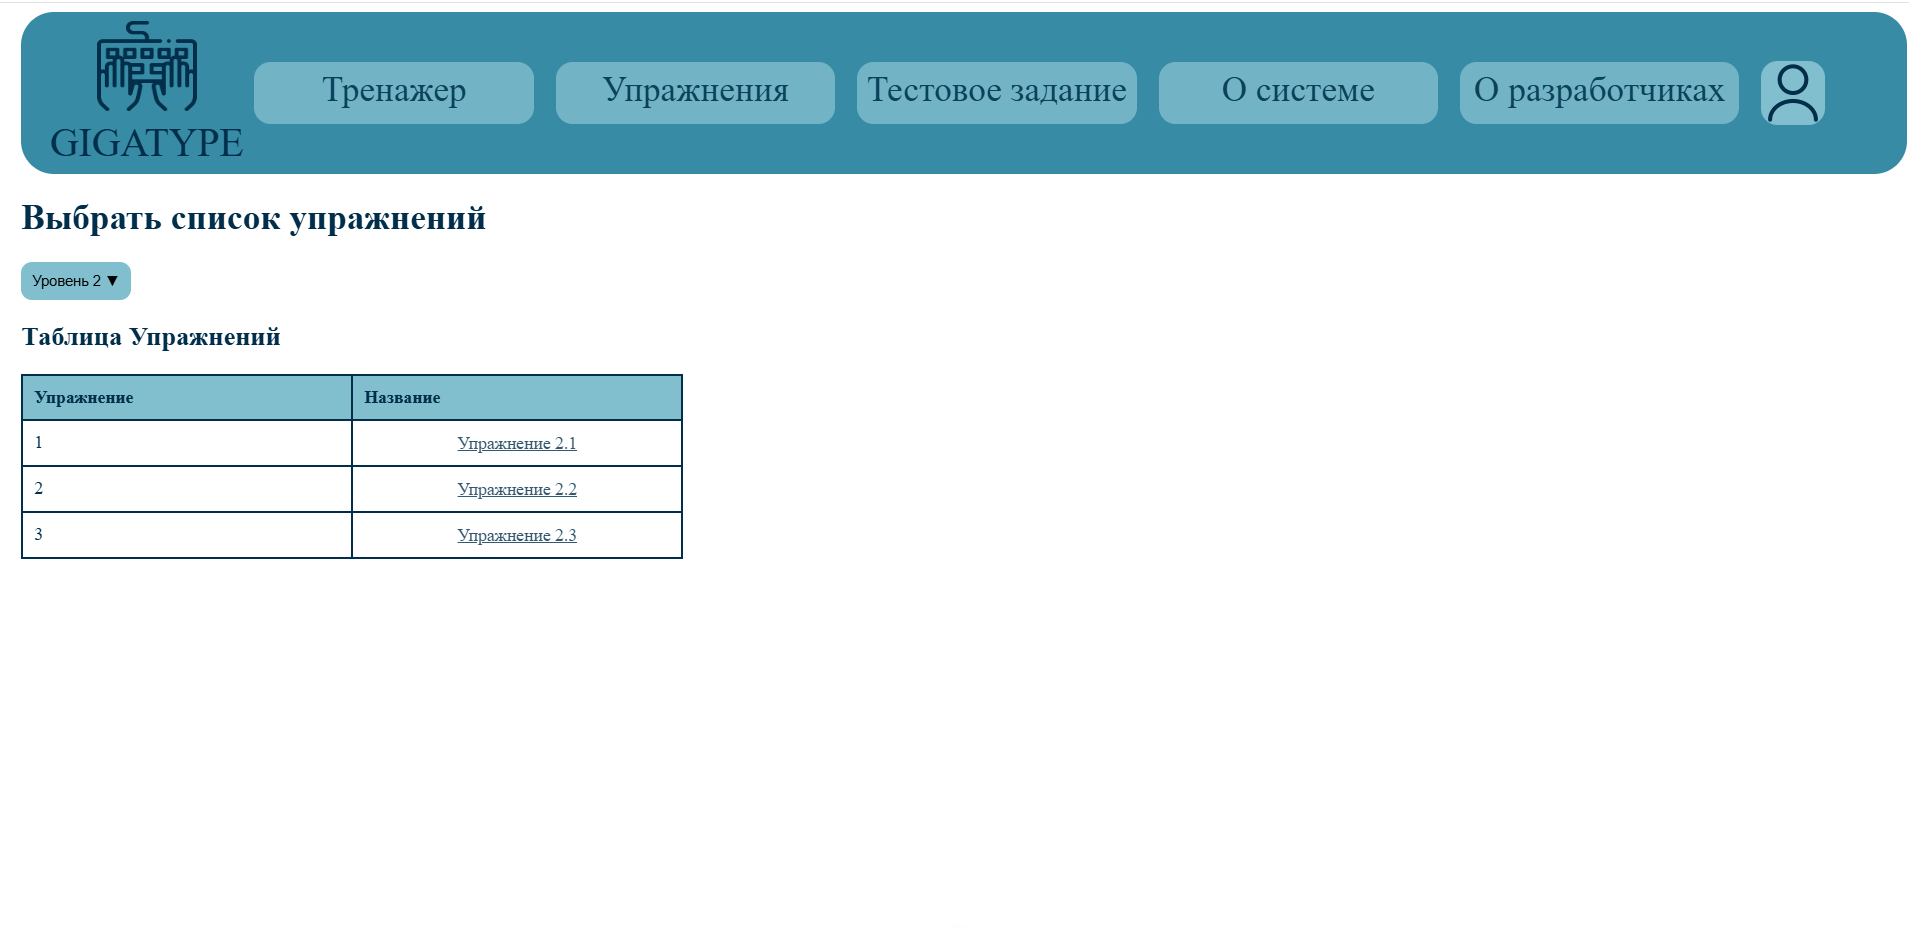 GIGATYPE
Тренажер
Упражнения
Тестовое задание
О системе
О разработчиках
Выбрать список упражнений
Уровень 2 ▼
Таблица Упражнений
Упражнение Название
1 Упражнение 2.1
2 Упражнение 2.2
3 Упражнение 2.3